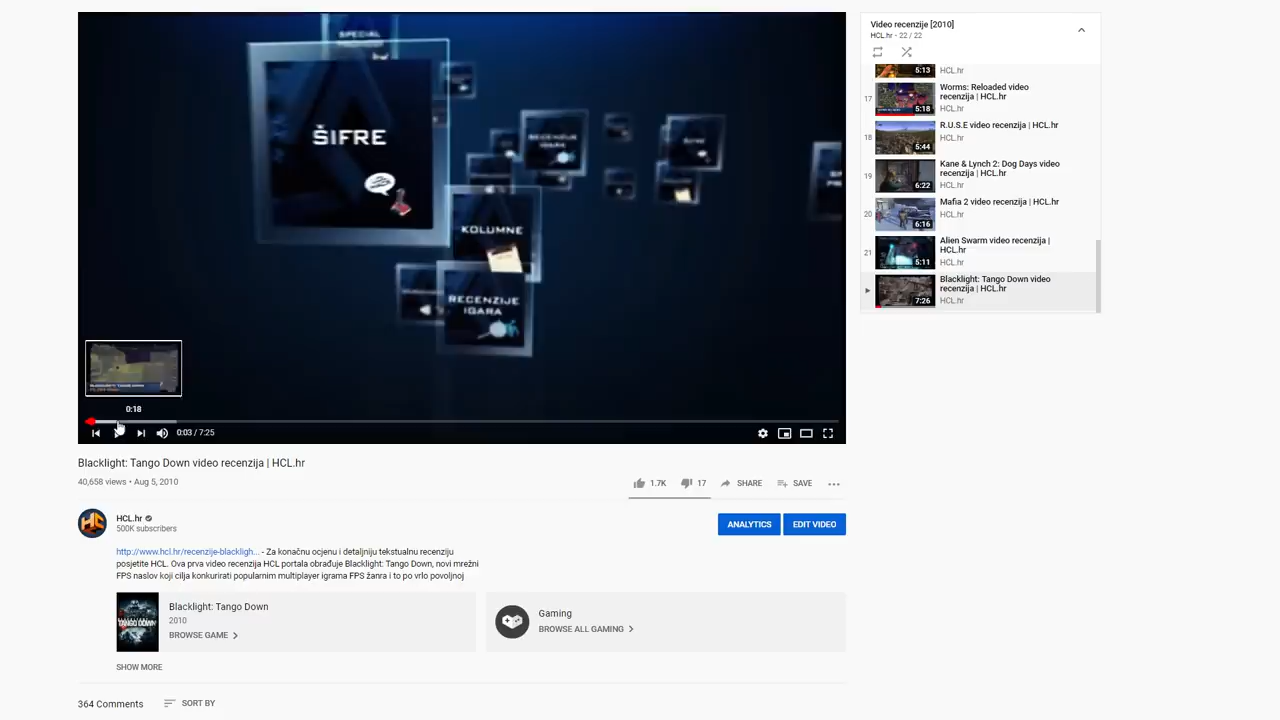 SPECIAL
ŠIFRE
RECENZIJE
IGARA
KOLUMNE
RECENZIJE
IGARA
0:18
0:03 / 7:25
Blacklight: Tango Down video recenzija | HCL.hr
40,658 views • Aug 5, 2010
1.7K
17
SHARE
SAVE
HCL.hr
500K subscribers
ANALYTICS
EDIT VIDEO
http://www.hcl.hr/recenzije-blackligh... - Za konačnu ocjenu i detaljniju tekstualnu recenziju
posjetite HCL. Ova prva video recenzija HCL portala obrađuje Blacklight: Tango Down, novi mrežni
FPS naslov koji cilja konkurirati popularnim multiplayer igrama FPS žanra i to po vrlo povoljnoj
TANGO DOWN
Blacklight: Tango Down
2010
BROWSE GAME
Gaming
BROWSE ALL GAMING
SHOW MORE
364 Comments
SORT BY
Video recenzije [2010]
HCL.hr - 22 / 22
5:13
HCL.hr
17
5:18
Worms: Reloaded video
recenzija | HCL.hr
HCL.hr
18
5:44
R.U.S.E video recenzija | HCL.hr
HCL.hr
19
6:22
Kane & Lynch 2: Dog Days video
recenzija | HCL.hr
HCL.hr
20
6:16
Mafia 2 video recenzija | HCL.hr
HCL.hr
21
5:11
Alien Swarm video recenzija |
HCL.hr
HCL.hr
7:26
Blacklight: Tango Down video
recenzija | HCL.hr
HCL.hr